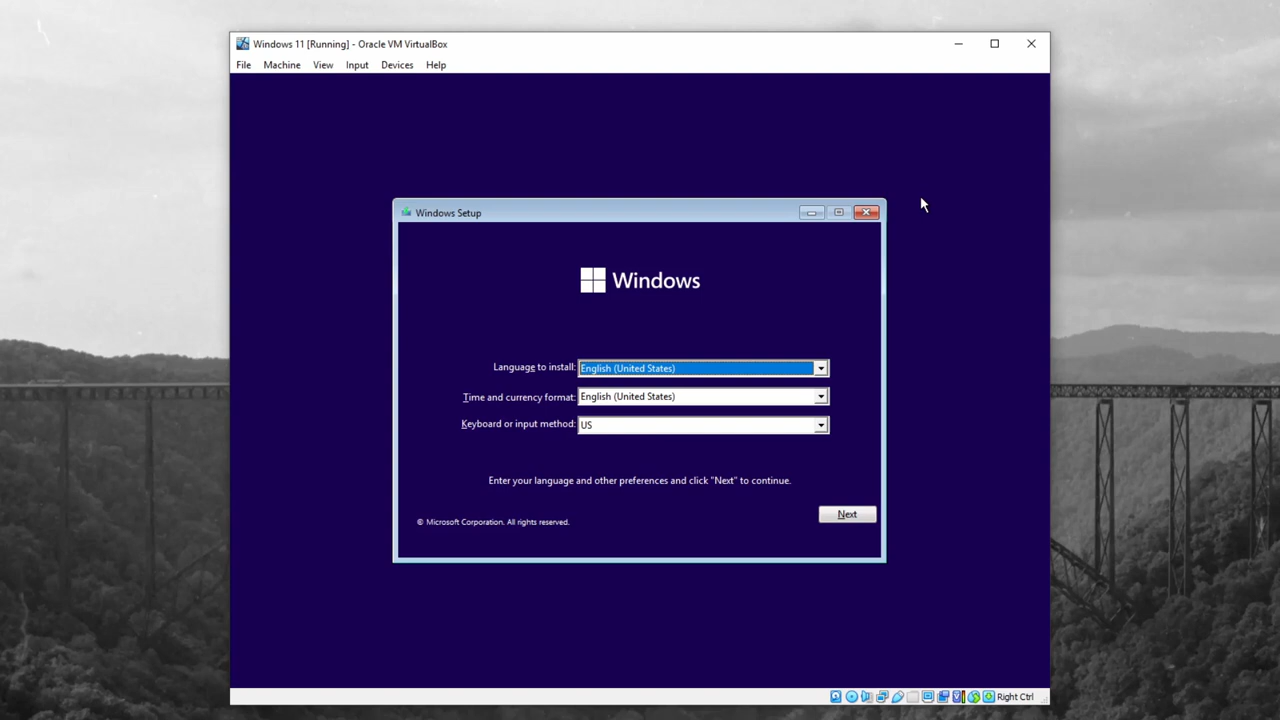 Windows 11 [Running] - Oracle VM VirtualBox
File Machine View Input Devices Help
Windows Setup
Windows
Language to install: English (United States)
Time and currency format: English (United States)
Keyboard or input method: US
Enter your language and other preferences and click "Next" to continue.
Next
© Microsoft Corporation. All rights reserved.
Right Ctrl